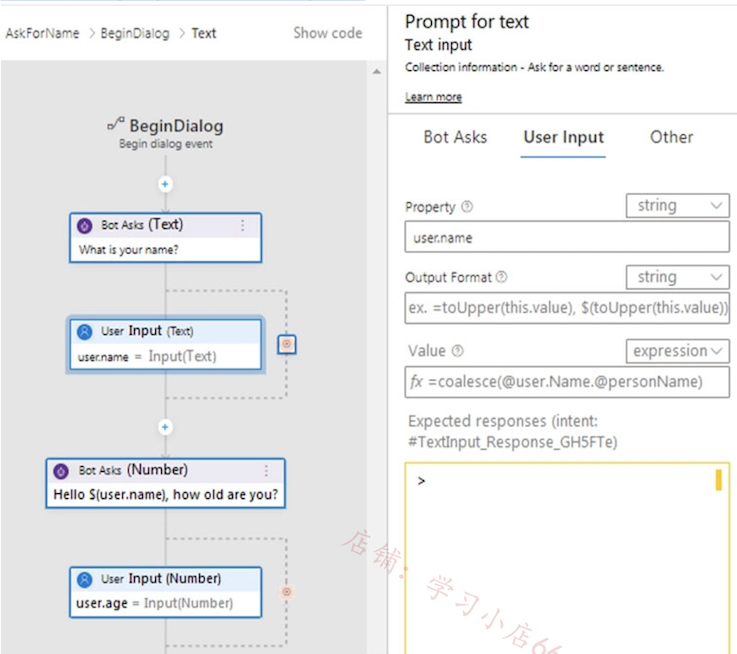 AskForName > BeginDialog > Text
Show code
BeginDialog
Begin dialog event
Bot Asks (Text)
What is your name?
User Input (Text)
user.name = Input(Text)
Bot Asks (Number)
Hello $(user.name), how old are you?
User Input (Number)
user.age = Input(Number)
Prompt for text
Text input
Collection information - Ask for a word or sentence.
Learn more
Bot Asks
User Input
Other
Property
string
user.name
Output Format
string
ex. =toUpper(this.value), $(toUpper(this.value))
Value
expression
fx =coalesce(@user.Name.@personName)
Expected responses (intent:
#TextInput_Response_GH5FTe)
>
店铺：学习小店66